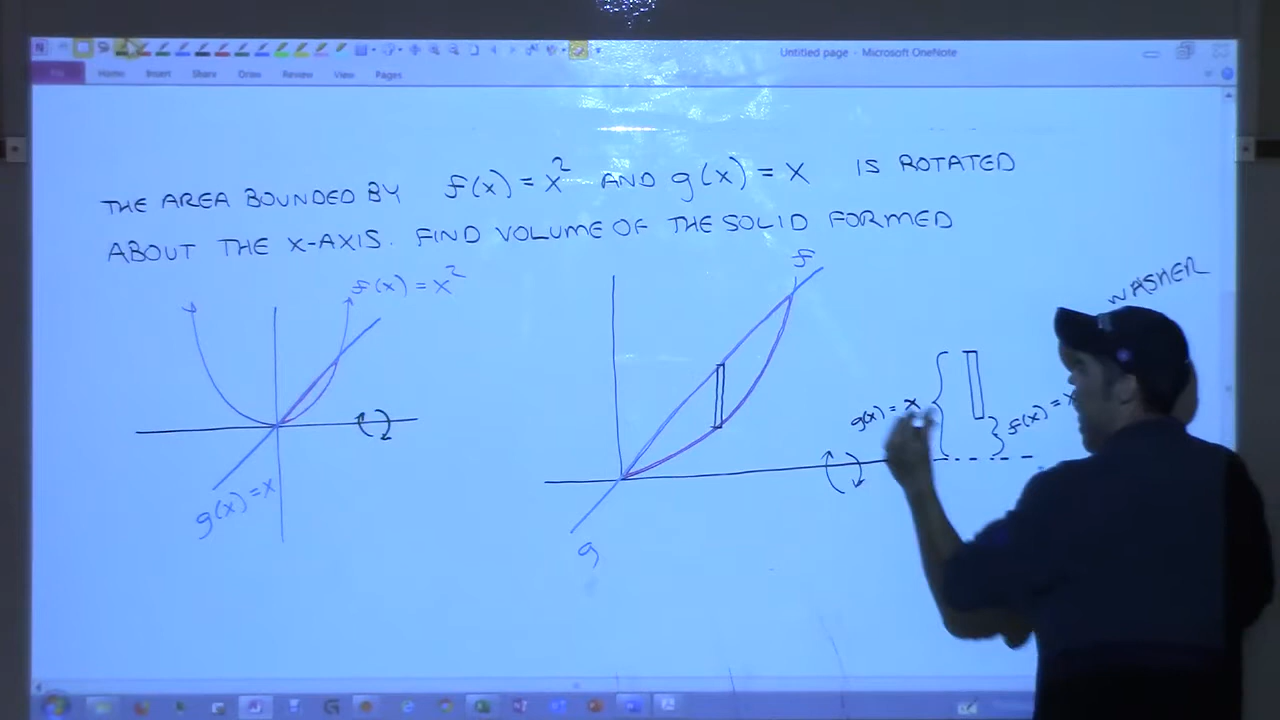 Untitled page - Microsoft OneNote
Home Insert Share Draw Review View Pages
THE AREA BOUNDED BY f(x) = x² AND g(x) = x IS ROTATED
ABOUT THE X-AXIS. FIND VOLUME OF THE SOLID FORMED
f(x) = x²
g(x) = x
f
g
WASHER
g(x) = x
f(x) = x